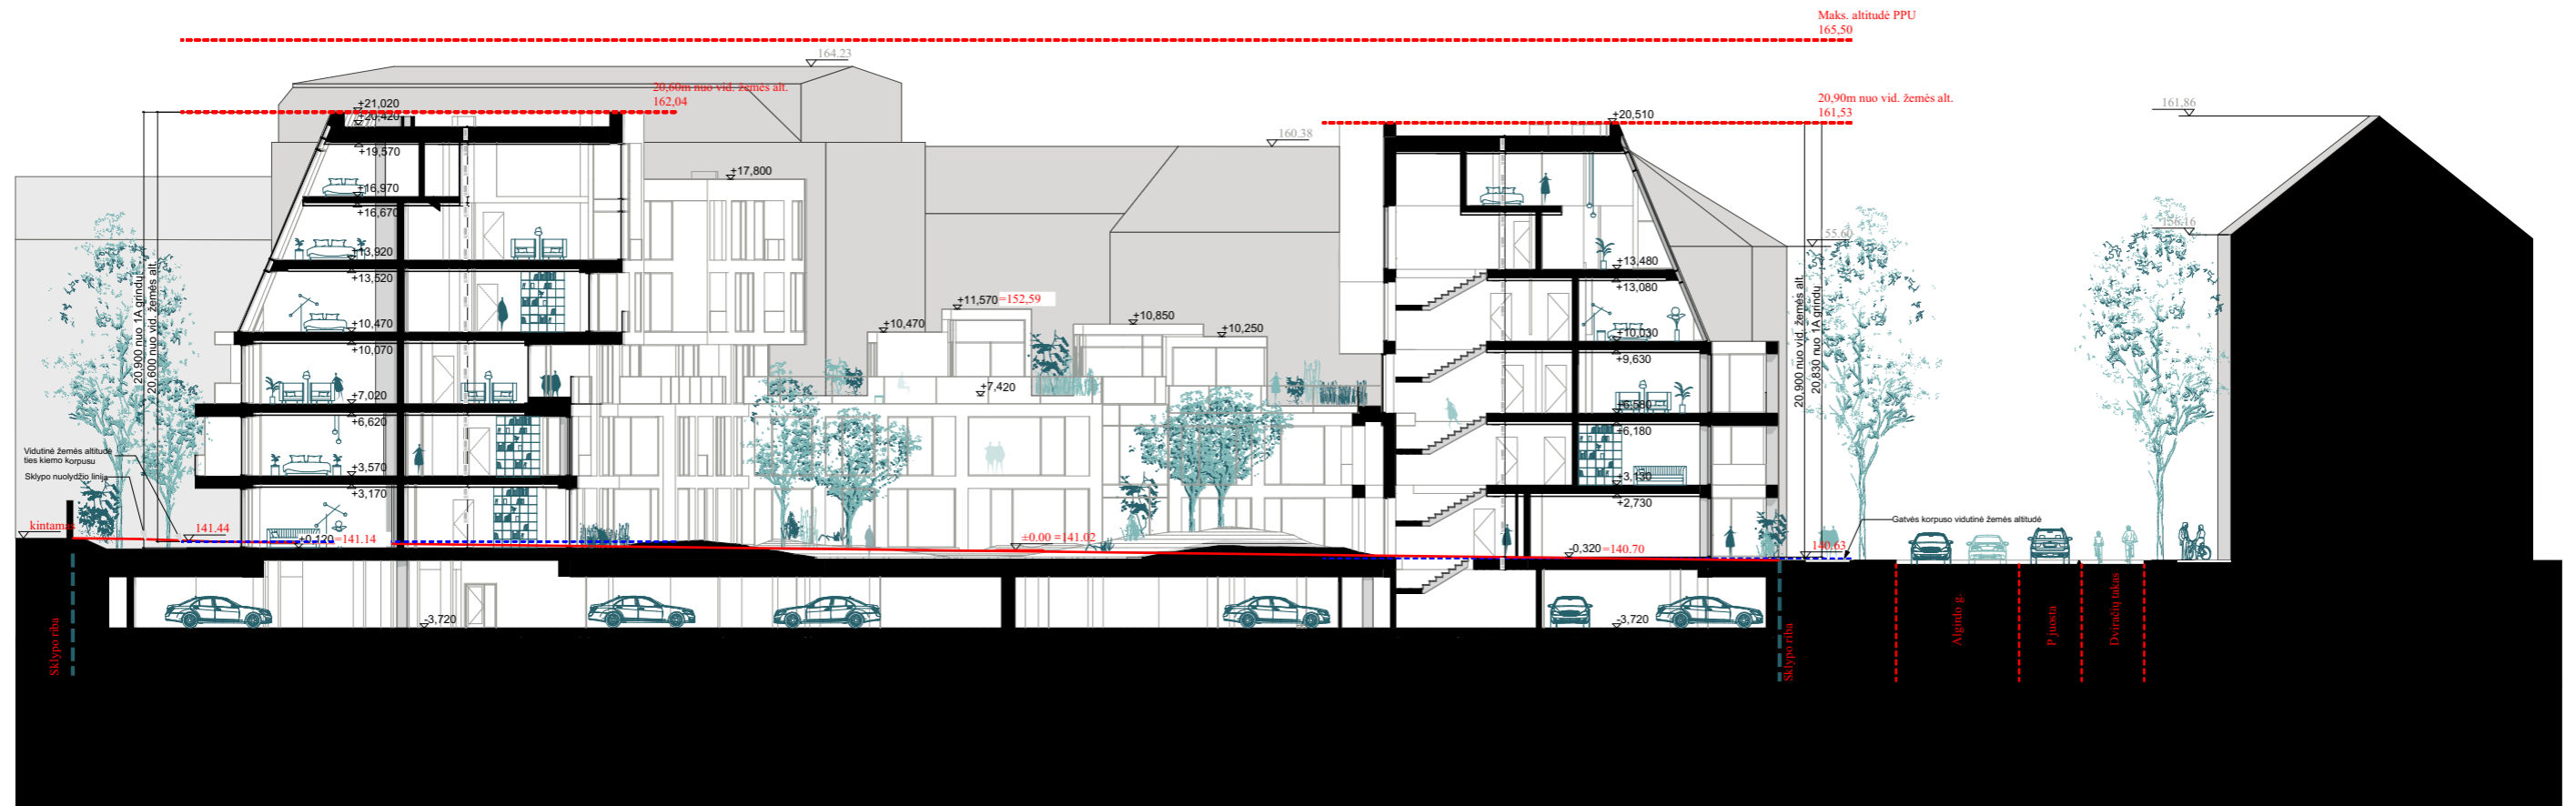 Maks. altitudė PPU
165,50
164.23
20,60m nuo vid. žemės alt.
162,04
20,90m nuo vid. žemės alt.
161,53
161,86
+21,020
+20,420
+20,510
160.38
+19,570
+17,800
+16,970
+16,670
156.16
155.60
+13,920
+13,520
+13,480
+13,080
+11,570 =152,59
+10,470
+10,850
+10,250
+10,470
+10,070
+10,030
+9,630
20,900 nuo 1A grindų
20,600 nuo vid. žemės alt.
20,900 nuo vid. žemės alt.
20,830 nuo 1A grindų
+7,420
+7,020
+6,620
+6,580
+6,180
Vidutinė žemės altitudė
ties kiemo korpusu
Sklypo nuolydžio linija
+3,570
+3,170
+3,130
+2,730
kintamas
141.44
+0,120 =141.14
±0.00 =141.02
-0,320 =140.70
140.63
Gatvės korpuso vidutinė žemės altitudė
-3,720
-3,720
Sklypo riba
Sklypo riba
Algirdo g.
P juosta
Dviračių takas